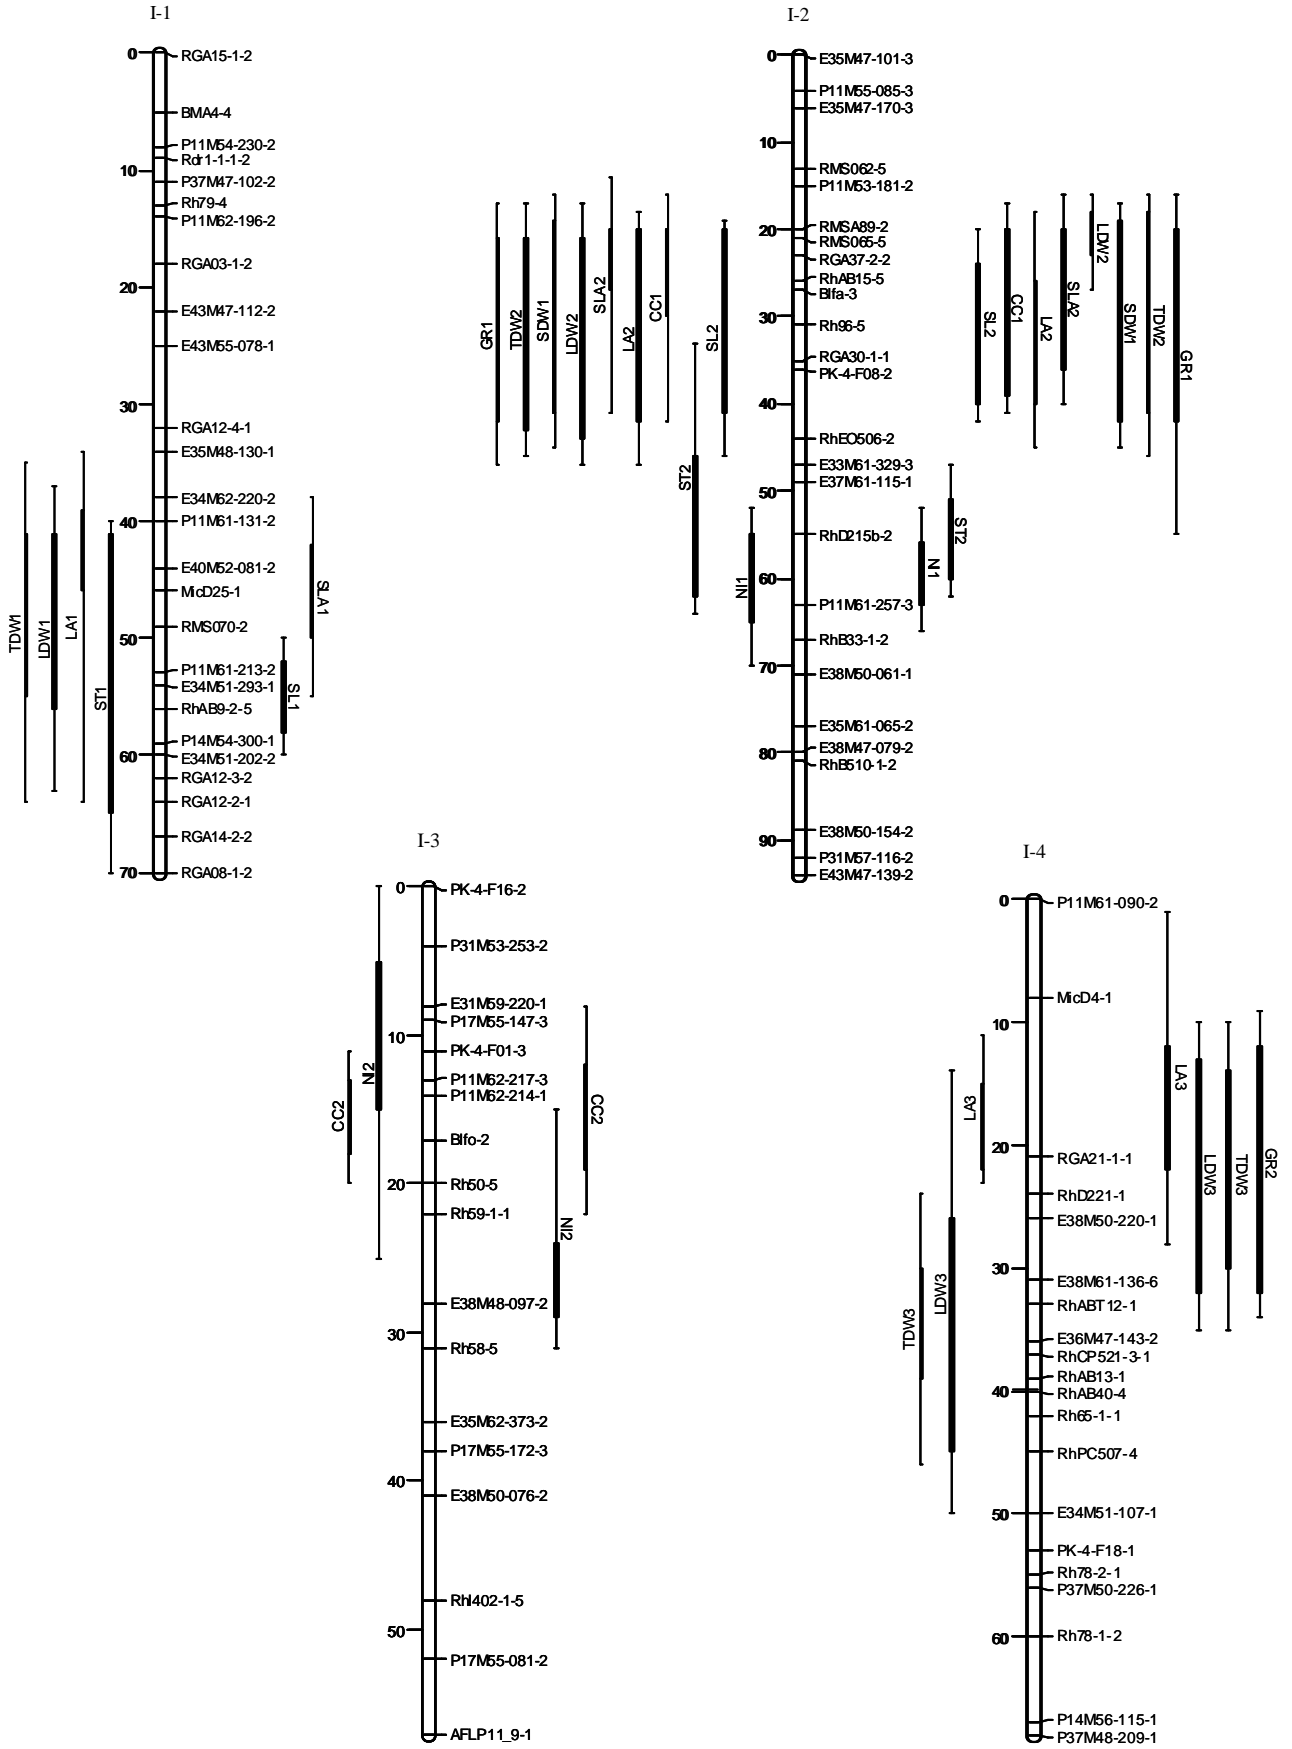 I-1
0
RGA15-1-2
BMA4-4
P11M54-230-2
Rdr1-1-1-2
10
P37M47-102-2
Rh79-4
P11M62-196-2
RGA03-1-2
20
E43M47-112-2
E43M55-078-1
30
RGA12-4-1
E35M48-130-1
E34M62-220-2
40
P11M61-131-2
E40M52-081-2
MicD25-1
RMS070-2
50
P11M61-213-2
E34M51-293-1
RhAB9-2-5
P14M54-300-1
60
E34M51-202-2
RGA12-3-2
RGA12-2-1
RGA14-2-2
70
RGA08-1-2
TDW1
LDW1
LA1
ST1
SL1
SLA1
I-2
0
E35M47-101-3
P11M55-085-3
E35M47-170-3
10
RMS062-5
P11M53-181-2
20
RMSA89-2
RMS065-5
RGA37-2-2
RhAB15-5
Blfa-3
30
Rh96-5
RGA30-1-1
PK-4-F08-2
40
RhEO506-2
E33M61-329-3
E37M61-115-1
50
RhD215b-2
60
P11M61-257-3
RhB33-1-2
70
E38M50-061-1
E35M61-065-2
80
E38M47-079-2
RhB510-1-2
E38M50-154-2
90
P31M57-116-2
E43M47-139-2
GR1
TDW2
SDW1
LDW2
SLA2
LA2
CC1
ST2
SL2
NI1
NI1
ST2
SL2
CC1
LA2
SLA2
LDW2
SDW1
TDW2
GR1
I-3
0
PK-4-F16-2
P31M53-253-2
E31M59-220-1
P17M55-147-3
10
PK-4-F01-3
P11M62-217-3
P11M62-214-1
Blfo-2
20
Rh50-5
Rh59-1-1
E38M48-097-2
30
Rh58-5
E35M62-373-2
P17M55-172-3
40
E38M50-076-2
RhI402-1-5
50
P17M55-081-2
AFLP11_9-1
CC2
NI2
NI2
CC2
I-4
0
P11M61-090-2
MicD4-1
10
20
RGA21-1-1
RhD221-1
E38M50-220-1
30
E38M61-136-6
RhABT12-1
E36M47-143-2
RhCP521-3-1
RhAB13-1
40
RhAB40-4
Rh65-1-1
RhPC507-4
50
E34M51-107-1
PK-4-F18-1
Rh78-2-1
P37M50-226-1
60
Rh78-1-2
P14M56-115-1
P37M48-209-1
TDW3
LDW3
LA3
LA3
LDW3
TDW3
GR2